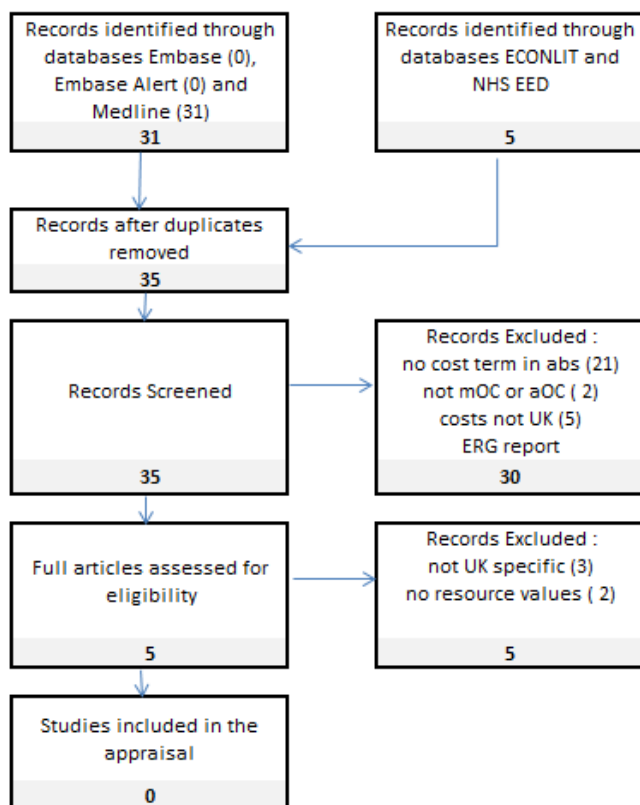 Records identified through
databases Embase (0),
Embase Alert (0) and
Medline (31)
31
Records identified through
databases ECONLIT and
NHS EED
5
Records after duplicates
removed
35
Records Screened
35
Records Excluded :
no cost term in abs (21)
not mOC or aOC ( 2)
costs not UK (5)
ERG report
30
Full articles assessed for
eligibility
5
Records Excluded :
not UK specific (3)
no resource values ( 2)
5
Studies included in the
appraisal
0